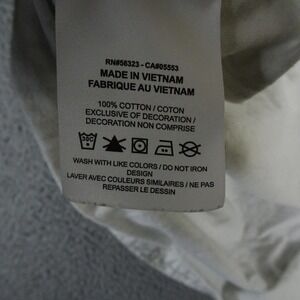 RN#56323 - CA#05553
MADE IN VIETNAM
FABRIQUE AU VIETNAM
100% COTTON / COTON
EXCLUSIVE OF DECORATION /
DECORATION NON COMPRISE
WASH WITH LIKE COLORS / DO NOT IRON
DESIGN
LAVER AVEC COULEURS SIMILAIRES / NE PAS
REPASSER LE DESSIN